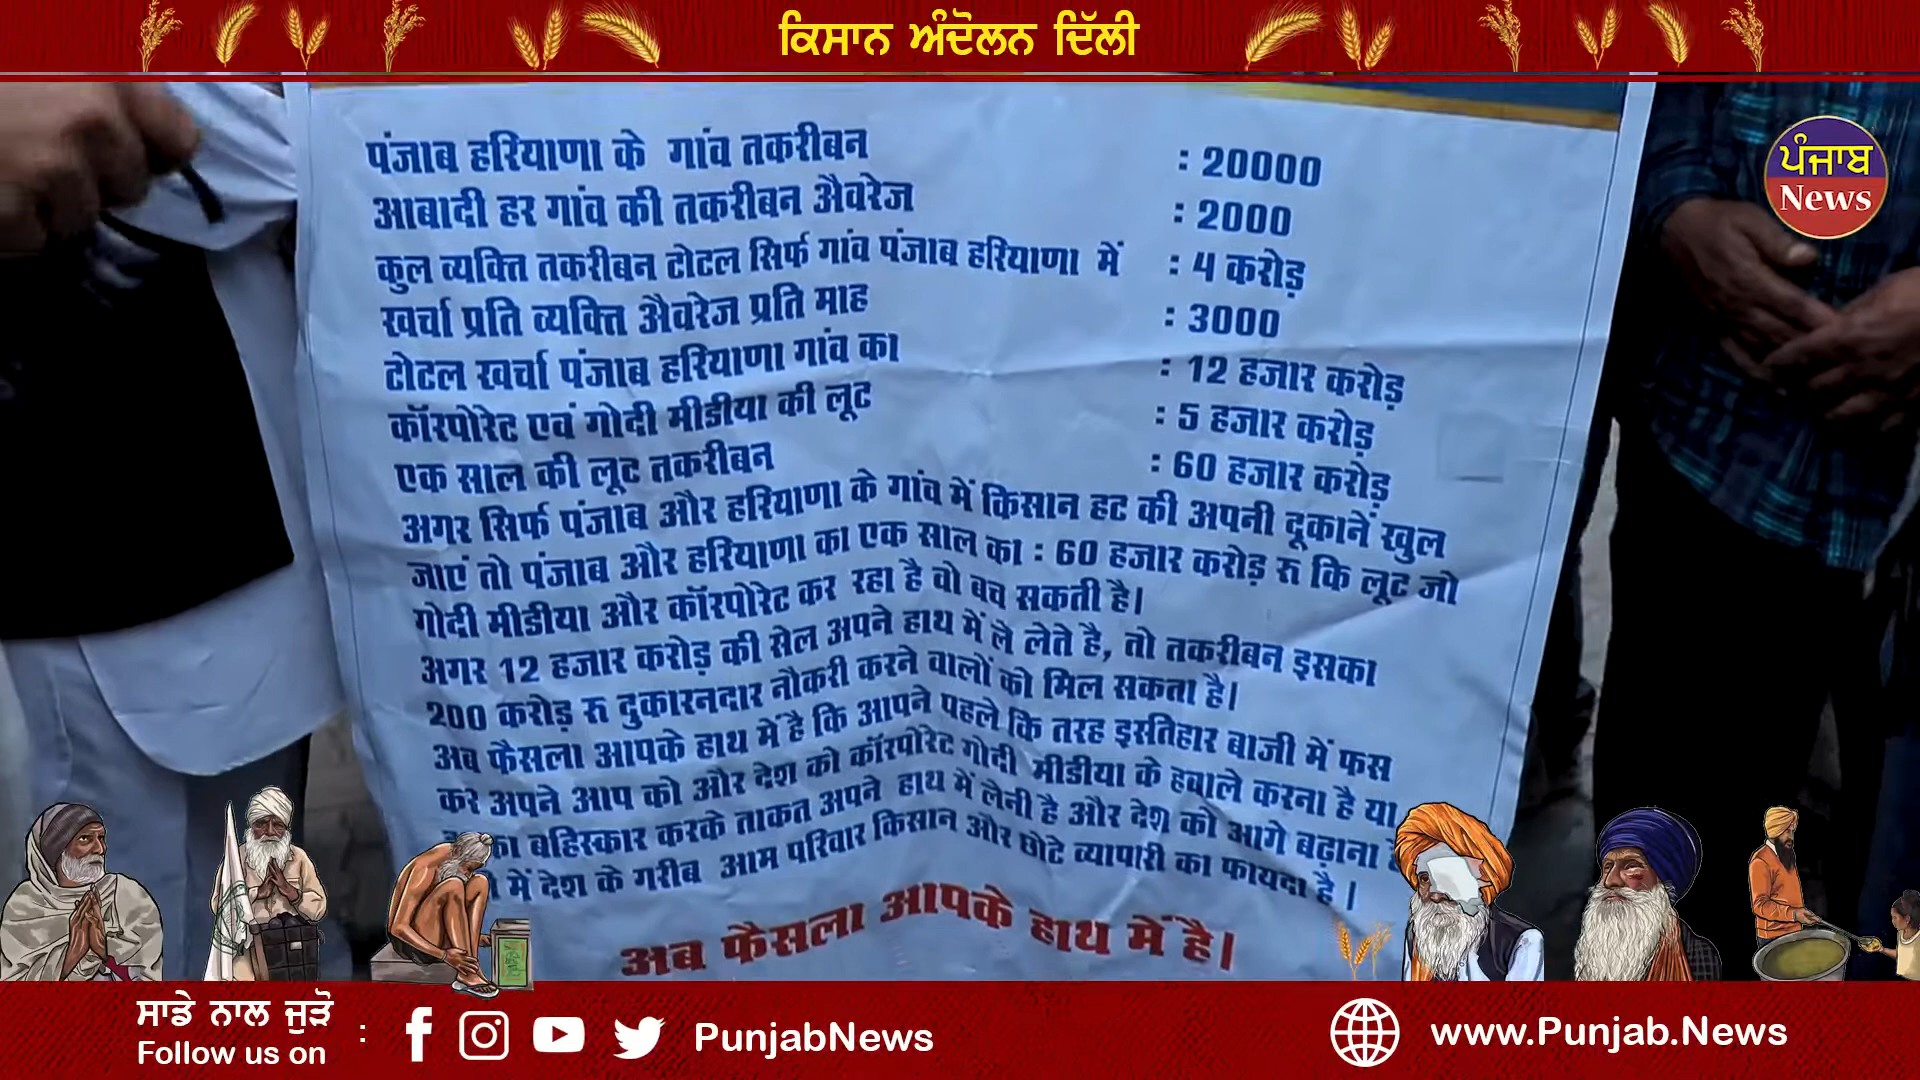 ਕਿਸਾਨ ਅੰਦੋਲਨ ਦਿੱਲੀ
ਪੰਜਾਬ
News
पंजाब हरियाणा के गांव तकरीबन : 20000
आबादी हर गांव की तकरीबन अैवरेज : 2000
कुल व्यक्ति तकरीबन टोटल सिर्फ गांव पंजाब हरियाणा में : 4 करोड़
खर्चा प्रति व्यक्ति अैवरेज प्रति माह : 3000
टोटल खर्चा पंजाब हरियाणा गांव का : 12 हजार करोड़
कॉरपोरेट एवं गोदी मीडीया की लूट : 5 हजार करोड़
एक साल की लूट तकरीबन : 60 हजार करोड़
अगर सिर्फ पंजाब और हरियाणा के गांव में किसान हट की अपनी दूकानें खुल
जाएं तो पंजाब और हरियाणा का एक साल का : 60 हजार करोड़ रु कि लूट जो
गोदी मीडीया और कॉरपोरेट कर रहा है वो बच सकती है।
अगर 12 हजार करोड़ की सेल अपने हाथ में ले लेते है, तो तकरीबन इसका
200 करोड़ रु दुकारनदार नौकरी करने वालों को मिल सकता है।
अब फैसला आपके हाथ में है कि आपने पहले कि तरह इस्तिहार बाजी में फस
करे अपने आप को और देश को कॉरपोरेट गोदी मीडीया के हवाले करना है या
बहिस्कार करके ताकत अपने हाथ में लेनी है और देश को आगे बढ़ाना
में देश के गरीब आम परिवार किसान और छोटे व्यापारी का फायदा है।
अब फैसला आपके हाथ में है।
ਸਾਡੇ ਨਾਲ ਜੁੜੋ :
Follow us on
PunjabNews
www.Punjab.News